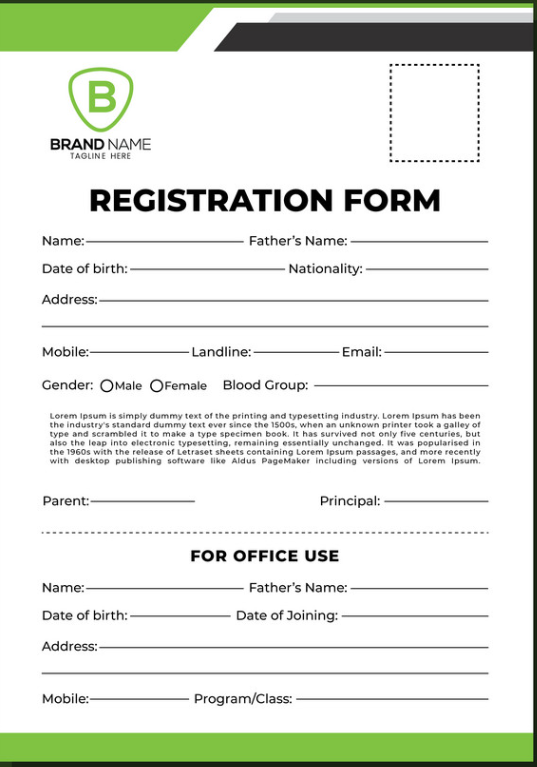 B
BRAND NAME
TAGLINE HERE
REGISTRATION FORM
Name: Father's Name:
Date of birth: Nationality:
Address:
Mobile: Landline: Email:
Gender: Male Female Blood Group:
Lorem Ipsum is simply dummy text of the printing and typesetting industry. Lorem Ipsum has been
the industry's standard dummy text ever since the 1500s, when an unknown printer took a galley of
type and scrambled it to make a type specimen book. It has survived not only five centuries, but
also the leap into electronic typesetting, remaining essentially unchanged. It was popularised in
the 1960s with the release of Letraset sheets containing Lorem Ipsum passages, and more recently
with desktop publishing software like Aldus PageMaker including versions of Lorem Ipsum.
Parent: Principal:
FOR OFFICE USE
Name: Father's Name:
Date of birth: Date of Joining:
Address:
Mobile: Program/Class: